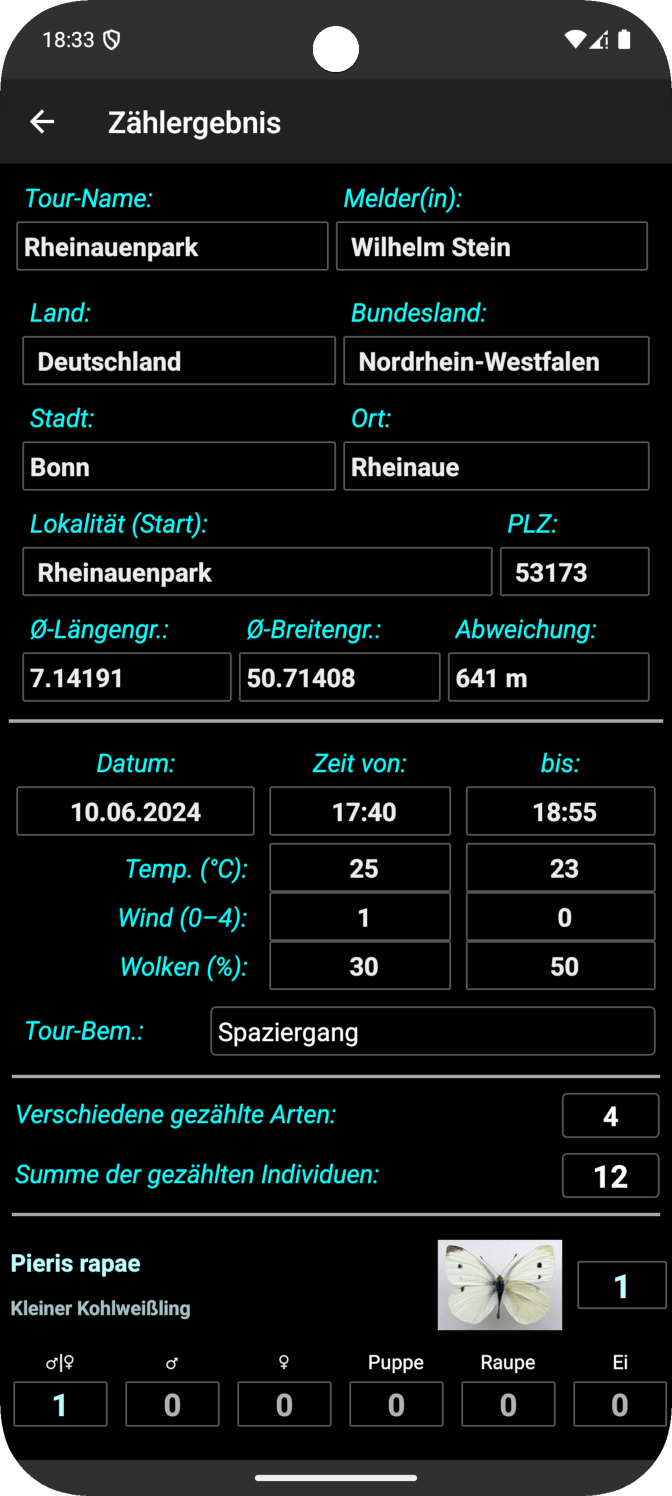 18:33
Zählergebnis
Tour-Name: Melder(in):
Rheinauenpark Wilhelm Stein
Land: Bundesland:
Deutschland Nordrhein-Westfalen
Stadt: Ort:
Bonn Rheinaue
Lokalität (Start): PLZ:
Rheinauenpark 53173
Ø-Längengr.: Ø-Breitengr.: Abweichung:
7.14191 50.71408 641 m
Datum: Zeit von: bis:
10.06.2024 17:40 18:55
Temp. (°C): 25 23
Wind (0–4): 1 0
Wolken (%): 30 50
Tour-Bem.: Spaziergang
Verschiedene gezählte Arten: 4
Summe der gezählten Individuen: 12
Pieris rapae
1
Kleiner Kohlweißling
♂|♀ ♂ ♀ Puppe Raupe Ei
1 0 0 0 0 0